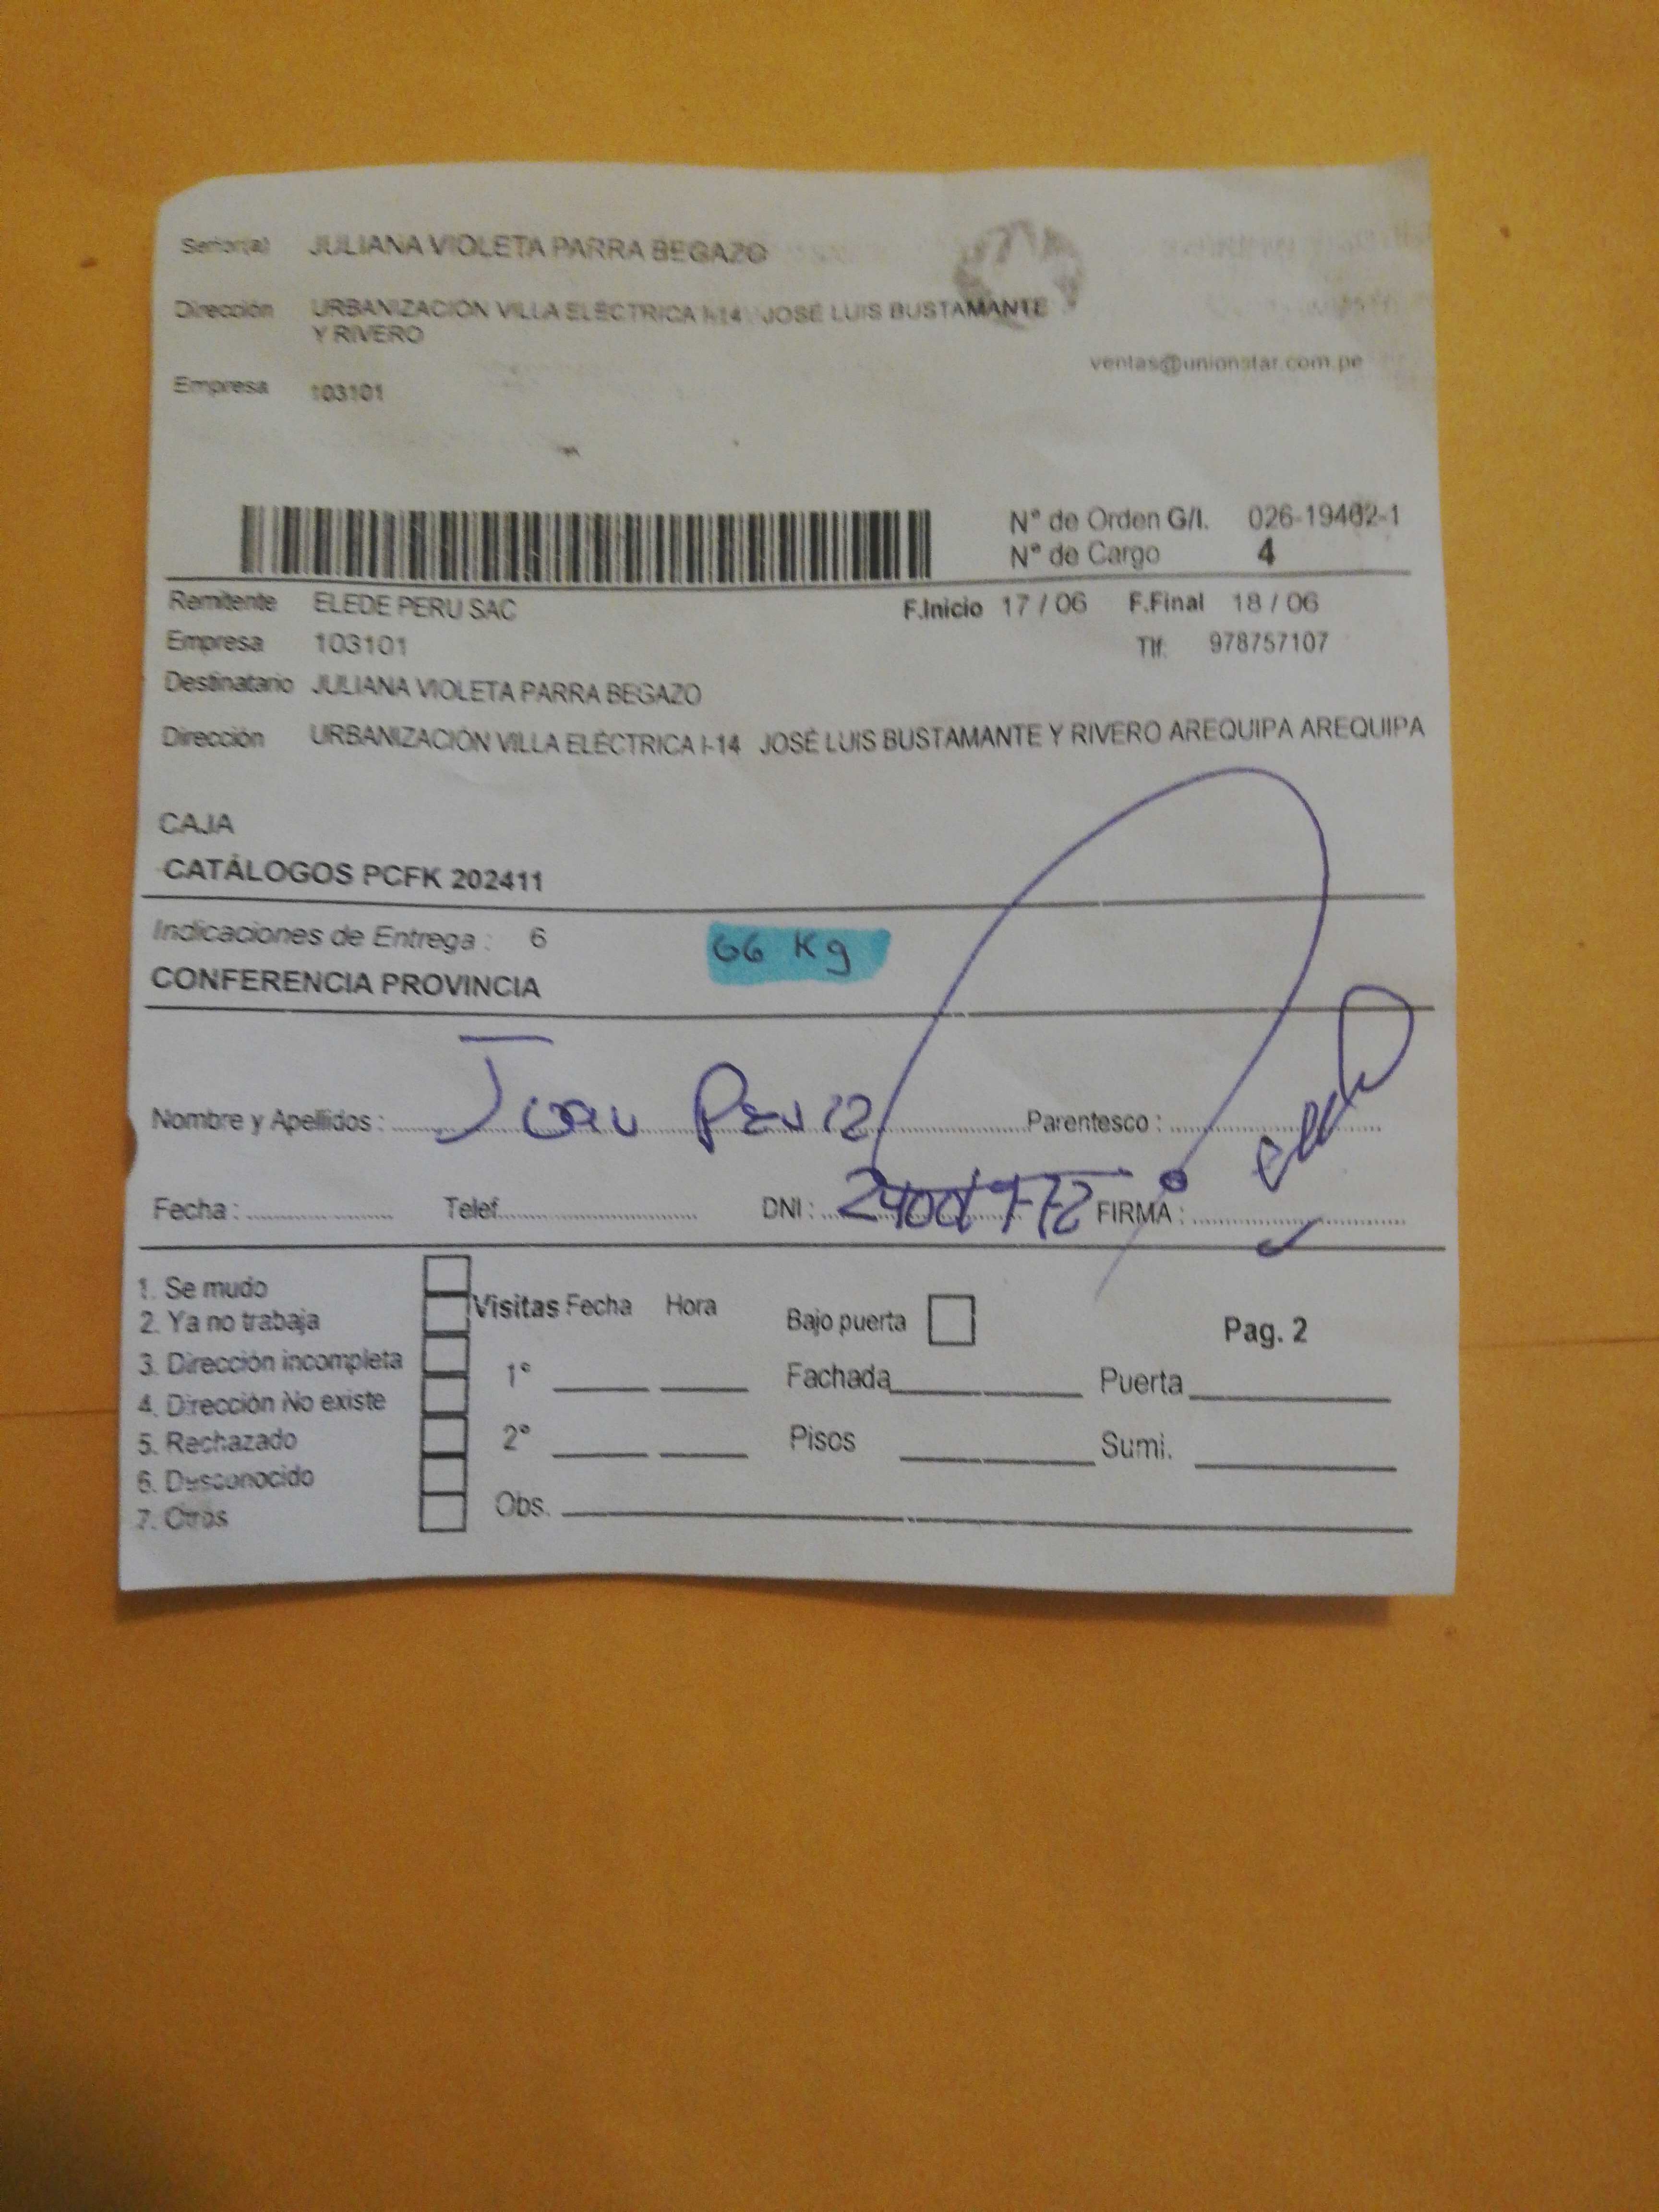 Señor(a) JULIANA VIOLETA PARRA BEGAZO
Dirección URBANIZACIÓN VILLA ELÉCTRICA I-14 JOSÉ LUIS BUSTAMANTE
Y RIVERO
ventas@unionstar.com.pe
Empresa 103101
N° de Orden G/I. 026-19462-1
N° de Cargo 4
Remitente ELEDE PERU SAC F.Inicio 17 / 06 F.Final 18 / 06
Empresa 103101 Tlf: 978757107
Destinatario JULIANA VIOLETA PARRA BEGAZO
Dirección URBANIZACIÓN VILLA ELÉCTRICA I-14 JOSÉ LUIS BUSTAMANTE Y RIVERO AREQUIPA AREQUIPA
CAJA
CATÁLOGOS PCFK 202411
Indicaciones de Entrega : 6 66 Kg
CONFERENCIA PROVINCIA
Nombre y Apellidos : Juan Parentesco :
Fecha : Telef. DNI : FIRMA :
1. Se mudo
2. Ya no trabaja
3. Dirección incompleta
4. Dirección No existe
5. Rechazado
6. Desconocido
7. Otros
Visitas Fecha Hora Bajo puerta Pag. 2
1° Fachada Puerta
2° Pisos Sumi.
Obs.